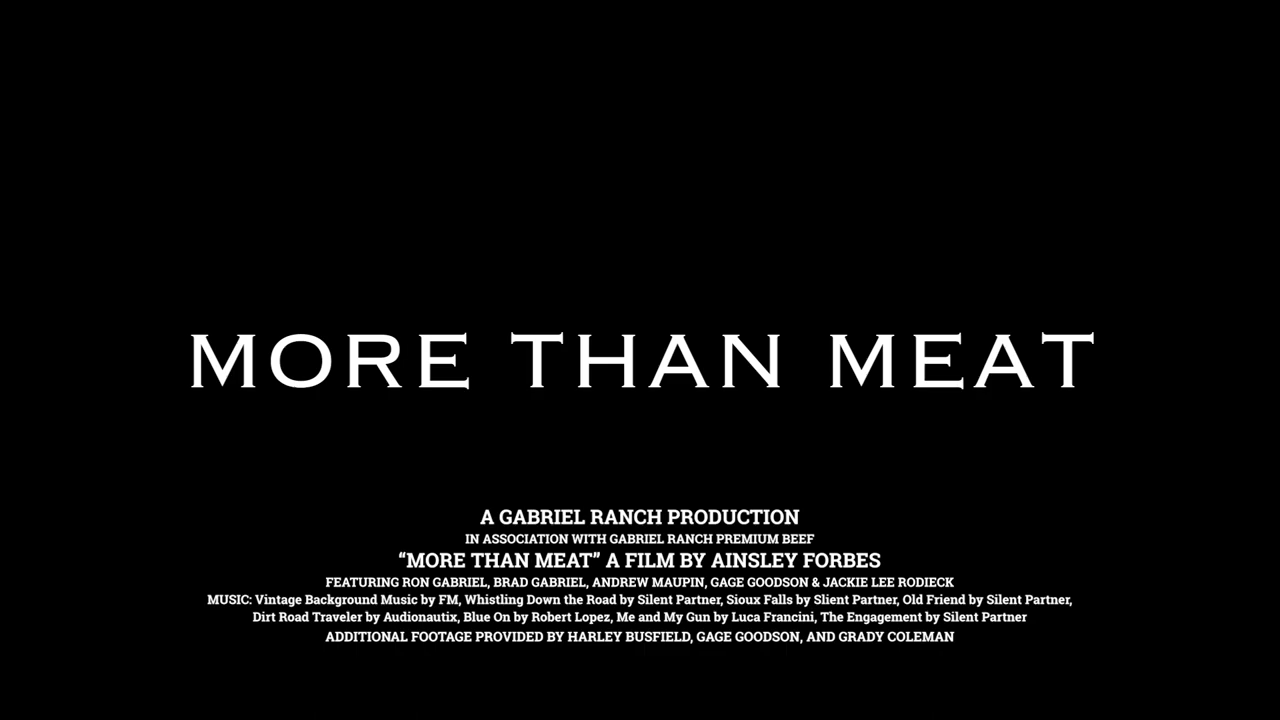 MORE THAN MEAT
A GABRIEL RANCH PRODUCTION
IN ASSOCIATION WITH GABRIEL RANCH PREMIUM BEEF
“MORE THAN MEAT” A FILM BY AINSLEY FORBES
FEATURING RON GABRIEL, BRAD GABRIEL, ANDREW MAUPIN, GAGE GOODSON & JACKIE LEE RODIECK
MUSIC: Vintage Background Music by FM, Whistling Down the Road by Silent Partner, Sioux Falls by Slient Partner, Old Friend by Silent Partner,
Dirt Road Traveler by Audionautix, Blue On by Robert Lopez, Me and My Gun by Luca Francini, The Engagement by Silent Partner
ADDITIONAL FOOTAGE PROVIDED BY HARLEY BUSFIELD, GAGE GOODSON, AND GRADY COLEMAN